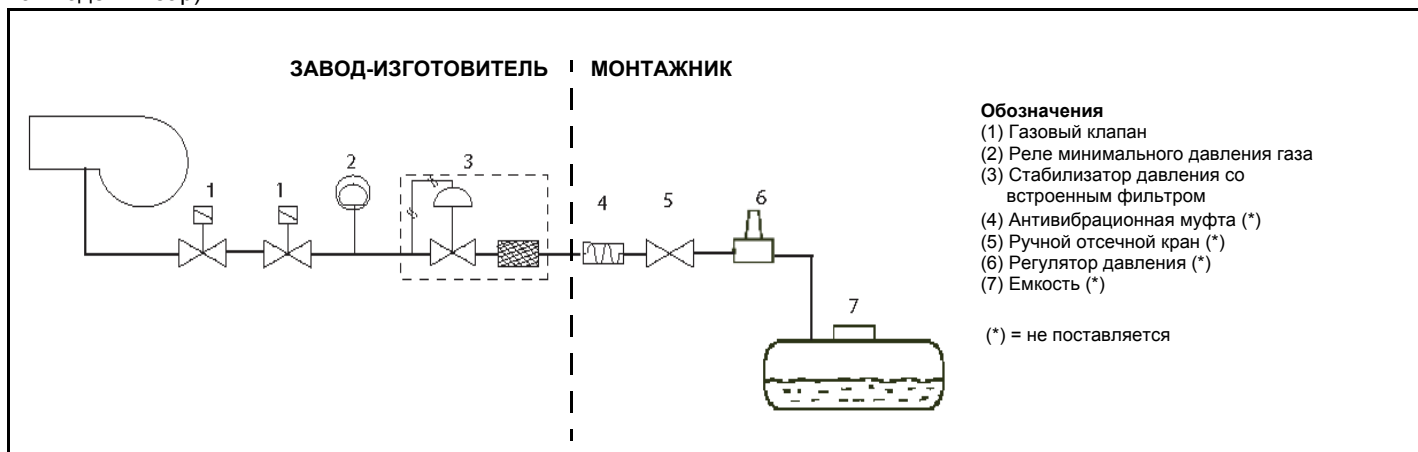 ЗАВОД-ИЗГОТОВИТЕЛЬ
МОНТАЖНИК
1
1
2
3
4
5
6
7
Обозначения
(1) Газовый клапан
(2) Реле минимального давления газа
(3) Стабилизатор давления со
встроенным фильтром
(4) Антивибрационная муфта (*)
(5) Ручной отсечной кран (*)
(6) Регулятор давления (*)
(7) Емкость (*)
(*) = не поставляется